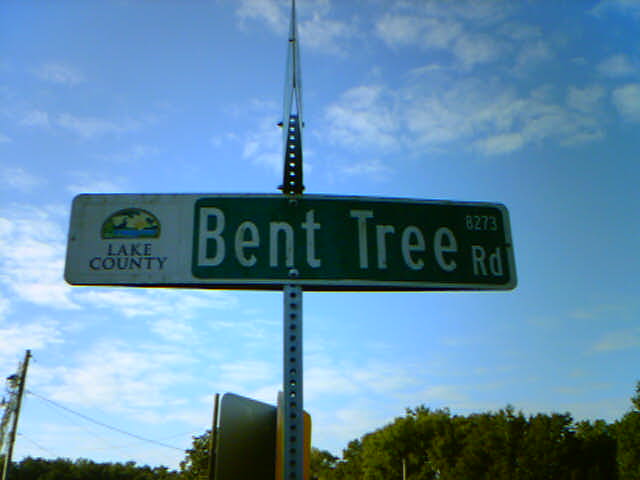 LAKE
COUNTY
Bent Tree Rd
8273